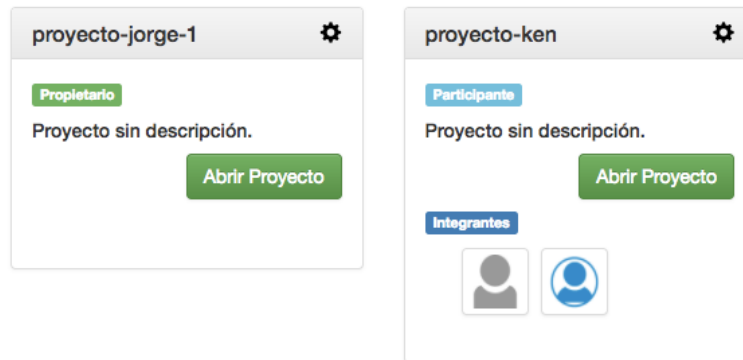 proyecto-jorge-1
Propietario
Proyecto sin descripción.
Abrir Proyecto
proyecto-ken
Participante
Proyecto sin descripción.
Abrir Proyecto
Integrantes